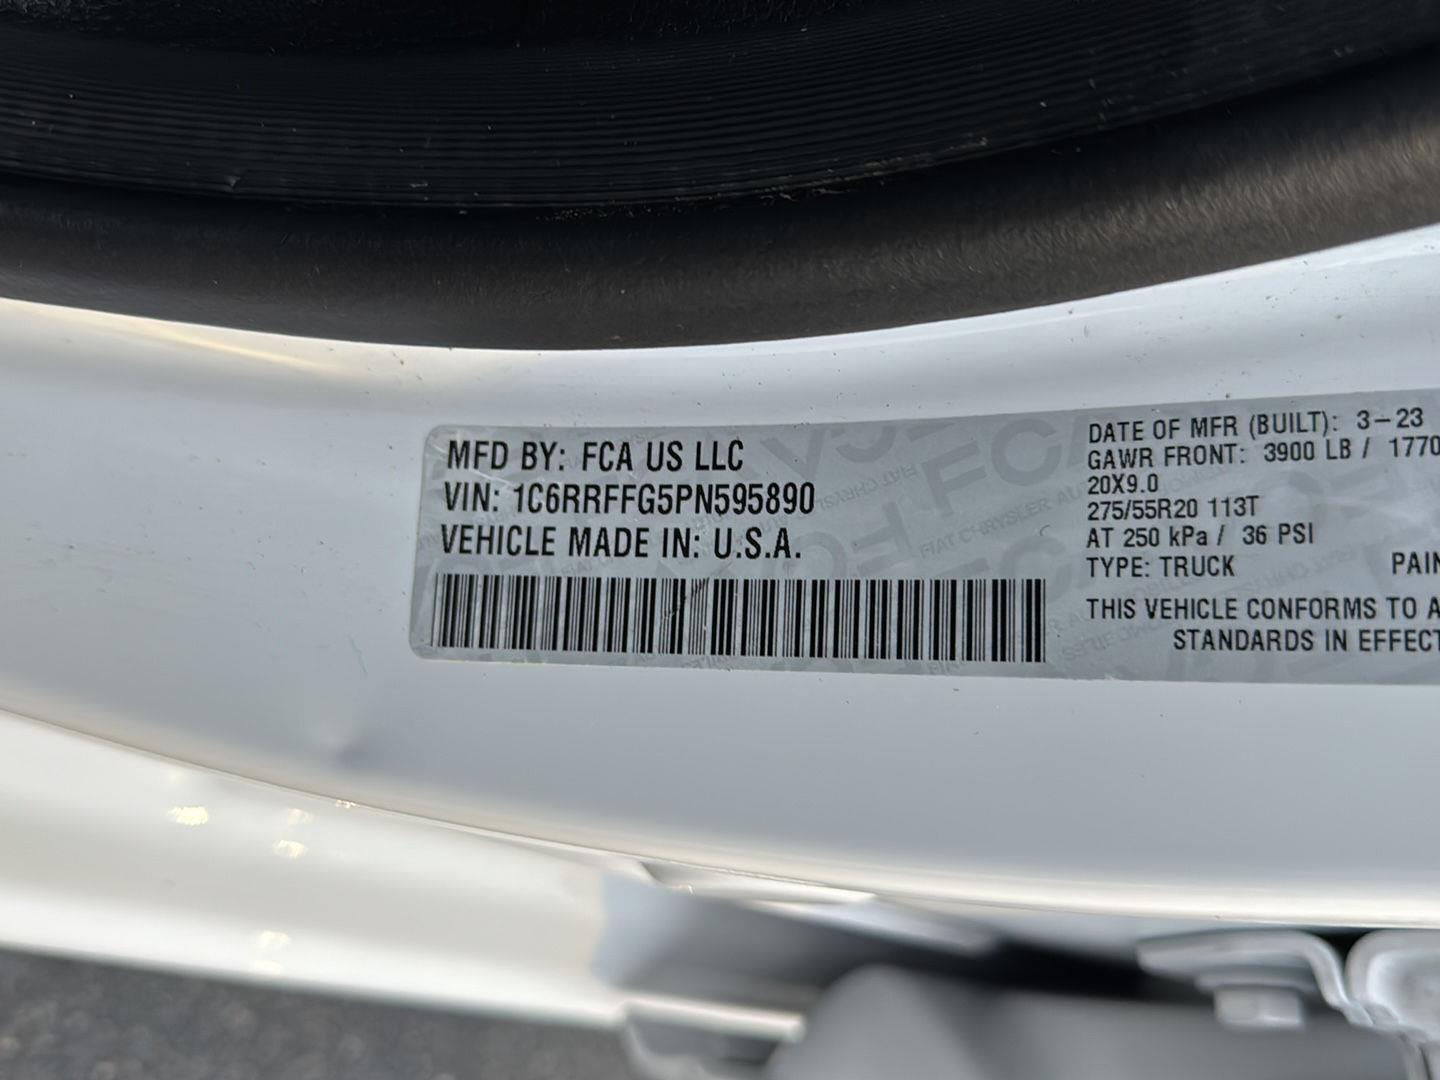 MFD BY: FCA US LLC
VIN: 1C6RRFFG5PN595890
VEHICLE MADE IN: U.S.A.
DATE OF MFR (BUILT): 3-23
GAWR FRONT: 3900 LB / 1770
20X9.0
275/55R20 113T
AT 250 kPa / 36 PSI
TYPE: TRUCK PAIN
THIS VEHICLE CONFORMS TO A
STANDARDS IN EFFECT